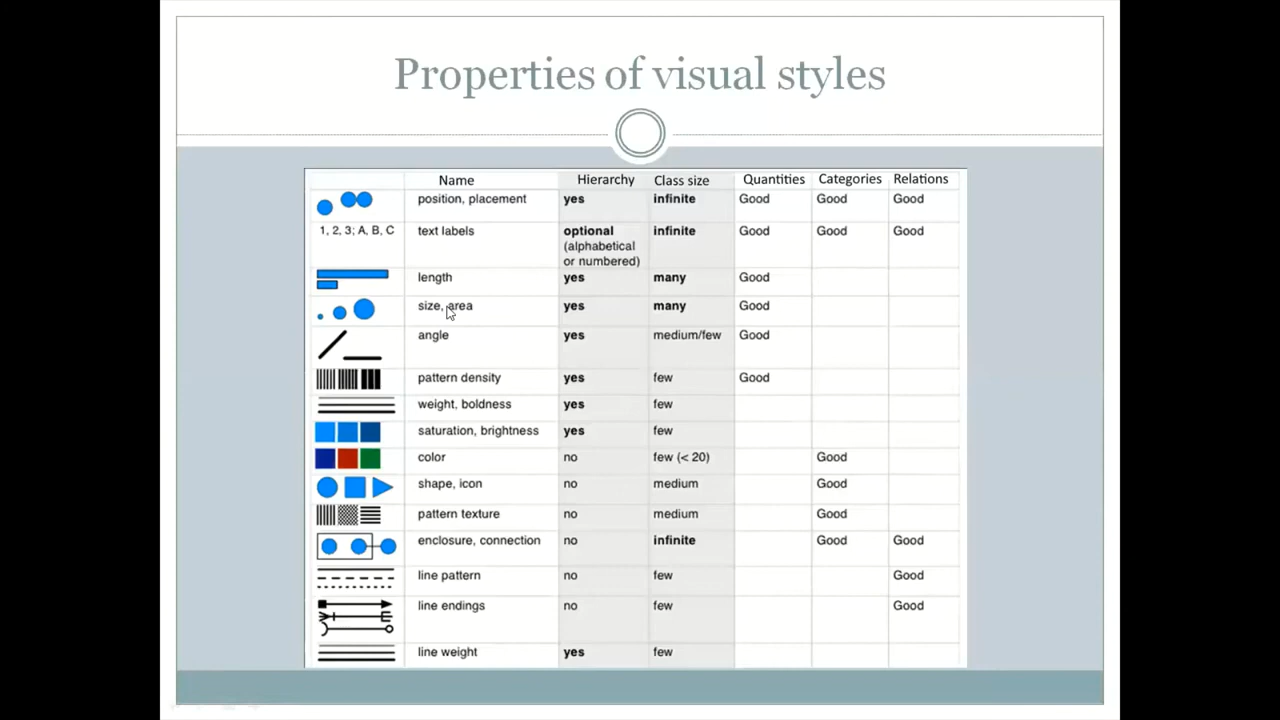 Properties of visual styles
Name Hierarchy Class size Quantities Categories Relations
position, placement yes infinite Good Good Good
1, 2, 3; A, B, C text labels optional infinite Good Good Good
(alphabetical
or numbered)
length yes many Good
size, area yes many Good
angle yes medium/few Good
pattern density yes few Good
weight, boldness yes few
saturation, brightness yes few
color no few (< 20) Good
shape, icon no medium Good
pattern texture no medium Good
enclosure, connection no infinite Good Good
line pattern no few Good
line endings no few Good
line weight yes few